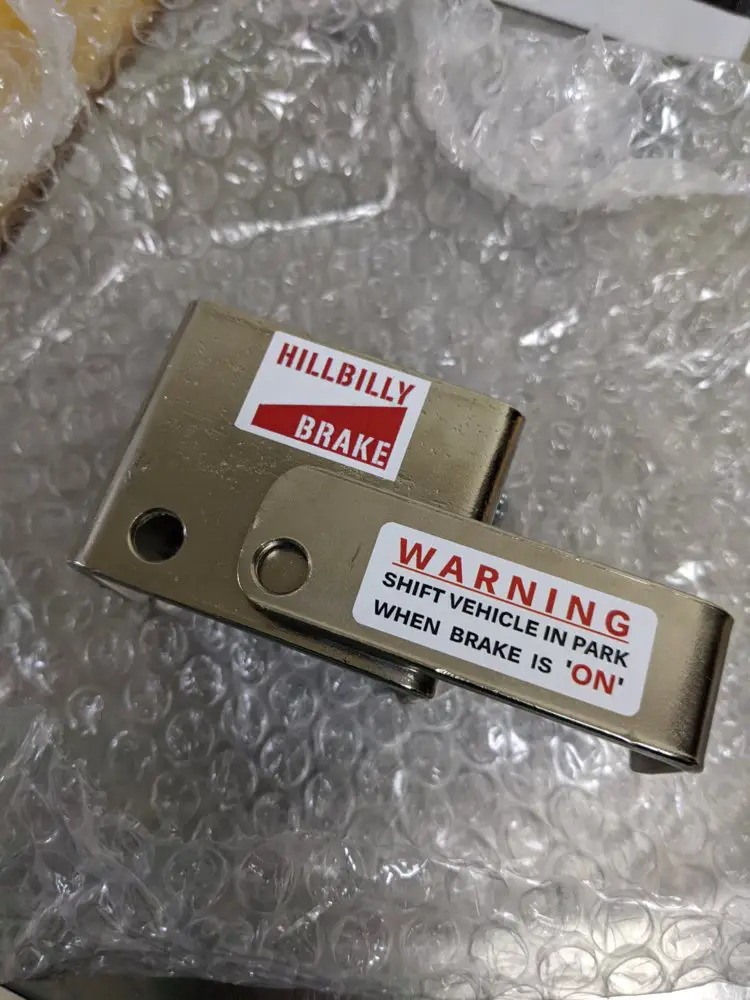 HILLBILLY
BRAKE
WARNING
SHIFT VEHICLE IN PARK
WHEN BRAKE IS 'ON'